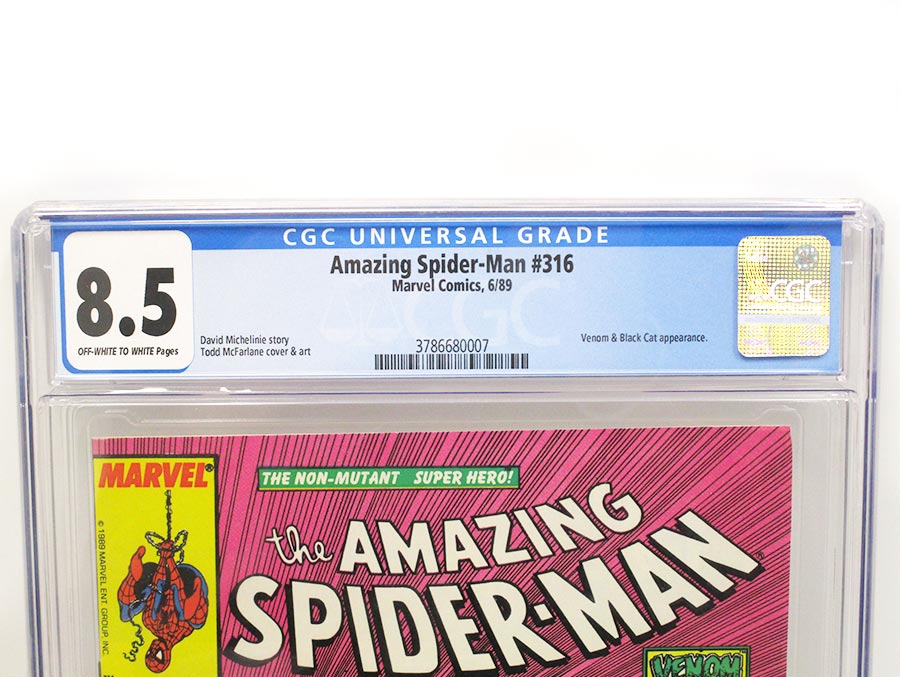 CGC UNIVERSAL GRADE
8.5
OFF-WHITE TO WHITE Pages
Amazing Spider-Man #316
Marvel Comics, 6/89
David Michelinie story
Todd McFarlane cover & art
3786680007
Venom & Black Cat appearance.
CGC
CGC
MARVEL®
© 1989 MARVEL ENT. GROUP, INC.
THE NON-MUTANT SUPER HERO!
the AMAZING
SPIDER-MAN®
VENOM